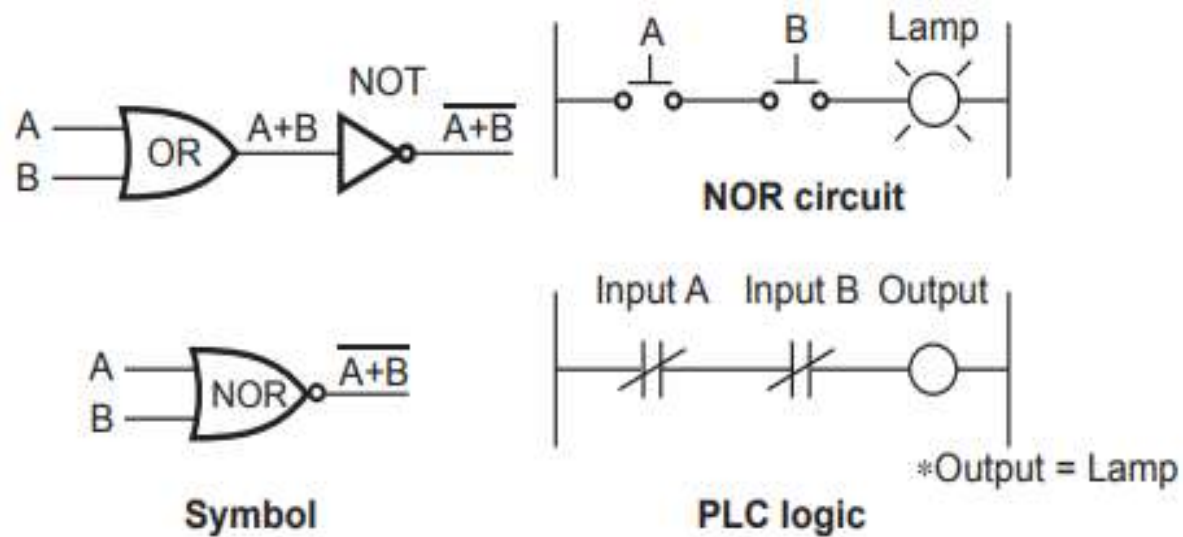 A B Lamp
NOT
A
B
OR
A+B
A̅+̅B̅
NOR circuit
Input A Input B Output
A
B
NOR
A̅+̅B̅
*Output = Lamp
Symbol
PLC logic